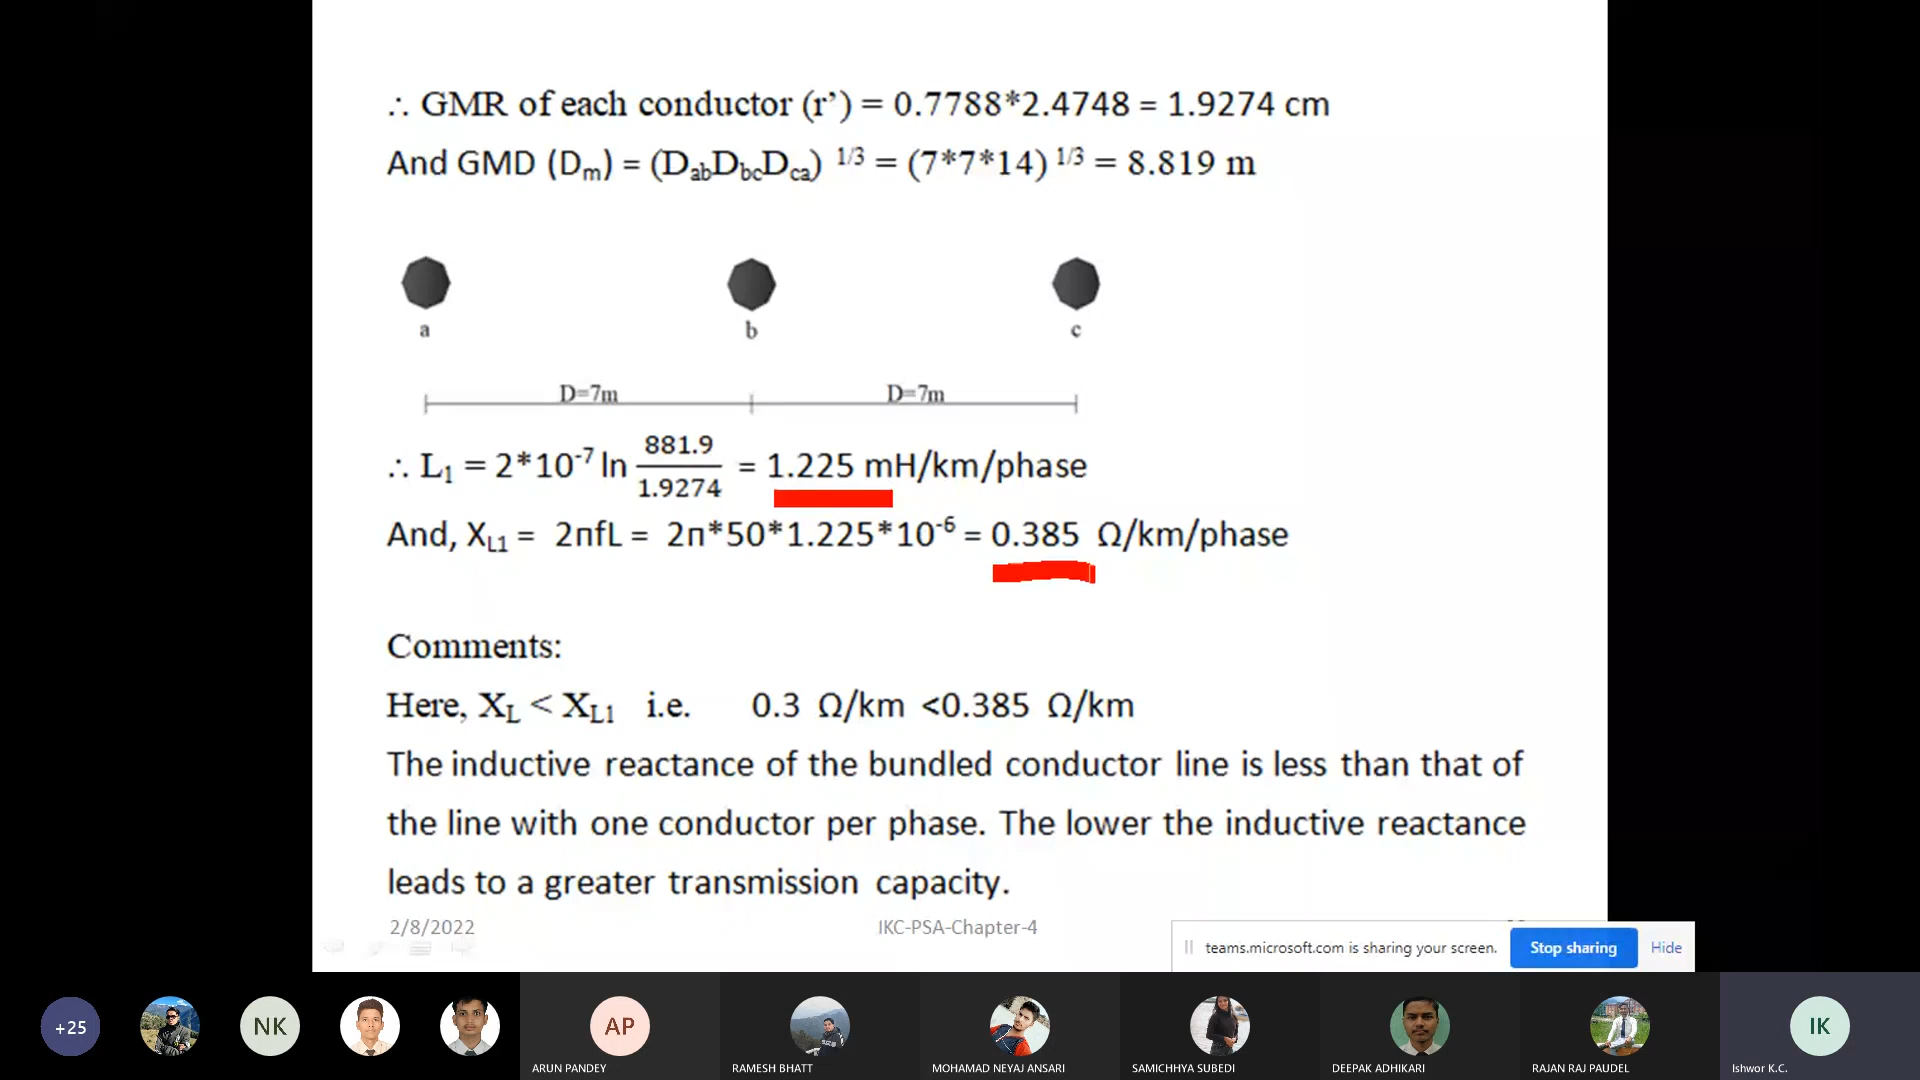 ∴ GMR of each conductor (r’) = 0.7788*2.4748 = 1.9274 cm
And GMD (Dm) = (DabDbcDca) 1/3 = (7*7*14) 1/3 = 8.819 m
a b c
D=7m D=7m
∴ L1 = 2*10-7 ln 881.9/1.9274 = 1.225 mH/km/phase
And, XL1 = 2πfL = 2π*50*1.225*10-6 = 0.385 Ω/km/phase
Comments:
Here, XL < XL1 i.e. 0.3 Ω/km <0.385 Ω/km
The inductive reactance of the bundled conductor line is less than that of
the line with one conductor per phase. The lower the inductive reactance
leads to a greater transmission capacity.
2/8/2022 IKC-PSA-Chapter-4
teams.microsoft.com is sharing your screen. Stop sharing Hide
+25 NK AP IK
ARUN PANDEY RAMESH BHATT MOHAMAD NEYAJ ANSARI SAMICHHYA SUBEDI DEEPAK ADHIKARI RAJAN RAJ PAUDEL Ishwor K.C.